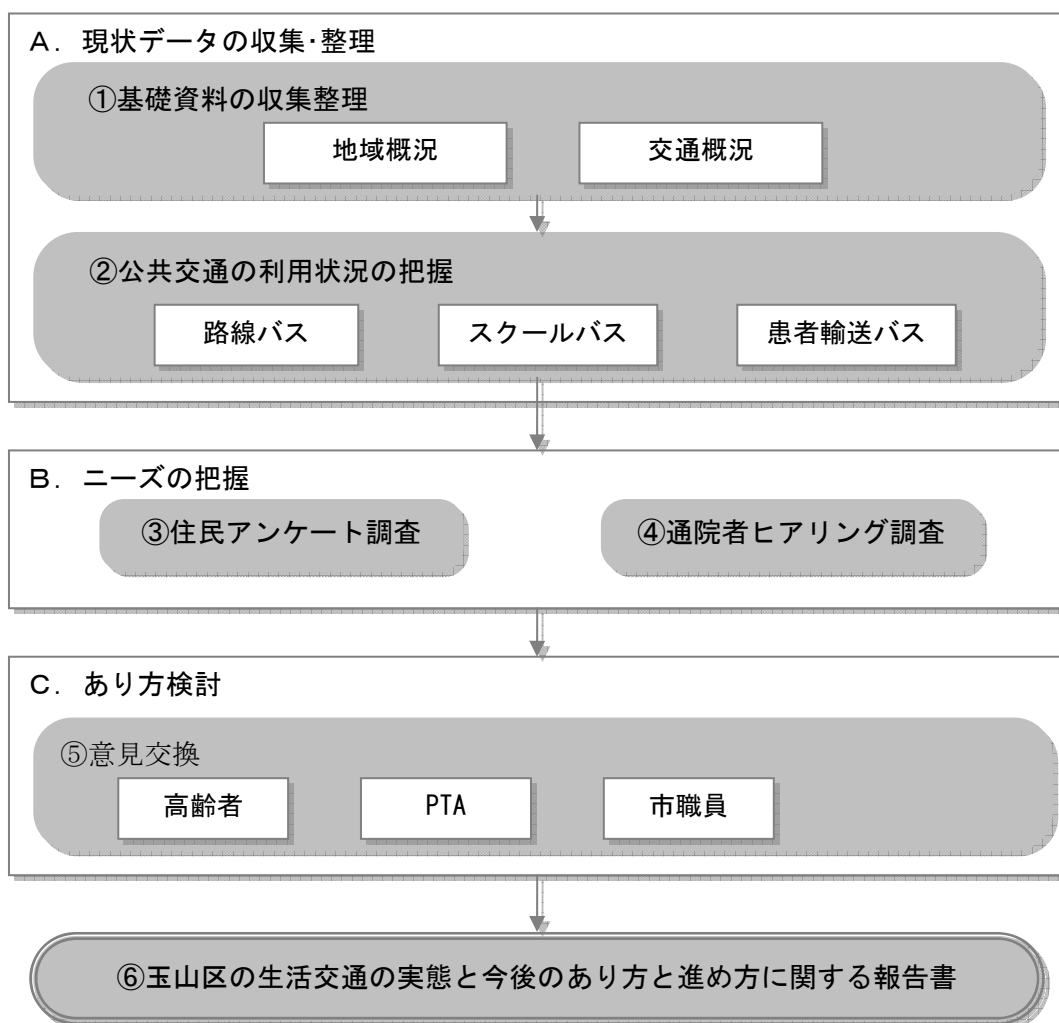 A. 現状データの収集･整理
①基礎資料の収集整理
地域概況
交通概況
②公共交通の利用状況の把握
路線バス
スクールバス
患者輸送バス
B. ニーズの把握
③住民アンケート調査
④通院者ヒアリング調査
C. あり方検討
⑤意見交換
高齢者
PTA
市職員
⑥玉山区の生活交通の実態と今後のあり方と進め方に関する報告書